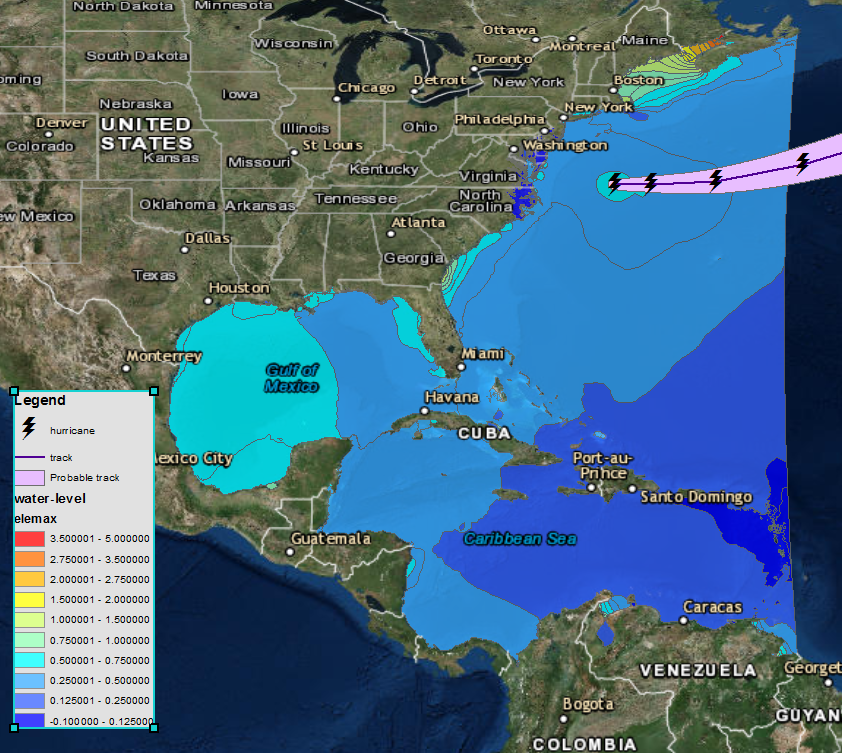 North Dakota
Minnesota
Ottawa
Montreal
Maine
Wisconsin
Toronto
South Dakota
oming
Chicago
Detroit
New York
Boston
Nebraska
Iowa
New York
Denver
UNITED
STATES
Illinois
Ohio
Philadelphia
Colorado
Kansas
Missouri
St Louis
Washington
Kentucky
Virginia
ew Mexico
Oklahoma
Arkansas
Tennessee
North
Carolina
Atlanta
Dallas
Georgia
Texas
Houston
Monterrey
Gulf of
Mexico
Miami
Havana
CUBA
exico City
Port-au-
Prince
Santo Domingo
Guatemala
Caribbean Sea
Caracas
VENEZUELA
Georget
Bogota
GUYAN
COLOMBIA
Legend
hurricane
track
Probable track
water-level
elemax
3.500001 - 5.000000
2.750001 - 3.500000
2.000001 - 2.750000
1.500001 - 2.000000
1.000001 - 1.500000
0.750001 - 1.000000
0.500001 - 0.750000
0.250001 - 0.500000
0.125001 - 0.250000
-0.100000 - 0.125000